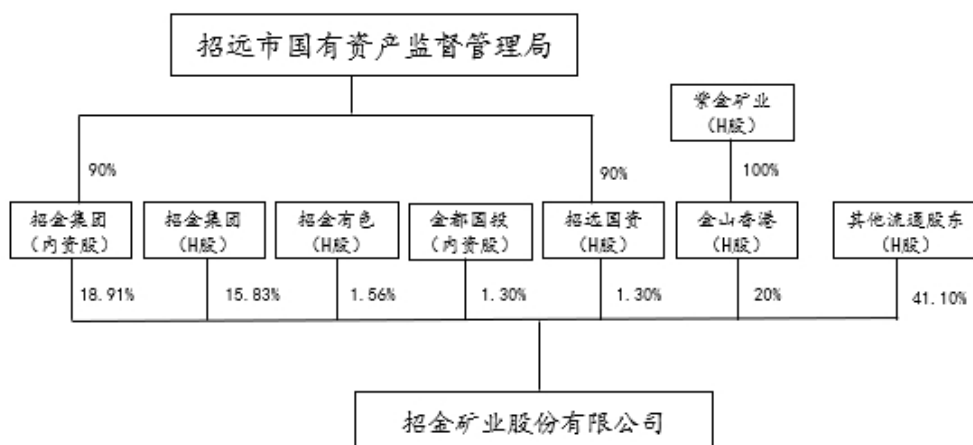 招远市国有资产监督管理局
紫金矿业
（H股）
90%
90%
100%
招金集团
（内资股）
招金集团
（H股）
招金有色
（H股）
金都国投
（内资股）
招远国资
（H股）
金山香港
（H股）
其他流通股东
（H股）
18.91%
15.83%
1.56%
1.30%
1.30%
20%
41.10%
招金矿业股份有限公司